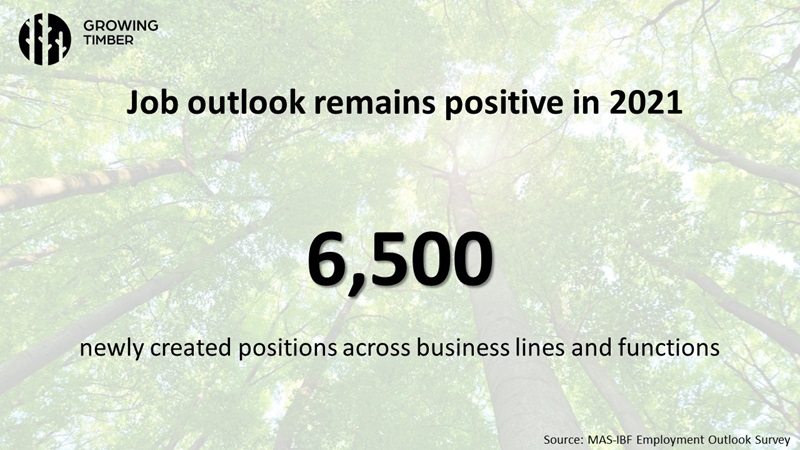 GROWING
TIMBER
Job outlook remains positive in 2021
6,500
newly created positions across business lines and functions
Source: MAS-IBF Employment Outlook Survey